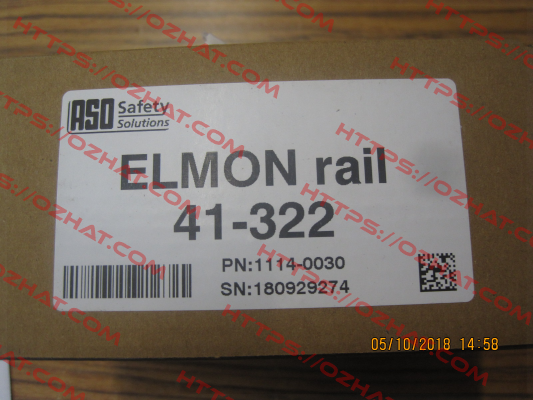 ASO Safety
Solutions
ELMON rail
41-322
PN:1114-0030
SN:180929274
05/10/2018 14:58
HTTPS://OZHAT.COM